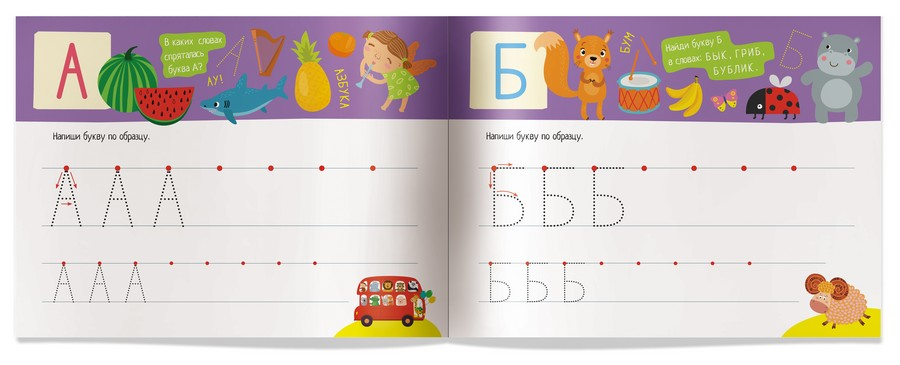 А
В каких словах
спряталась
буква А?
АУ!
А
АЗБУКА
Напиши букву по образцу.
А А А
А А А
Б
БУМ
Найди букву Б
в словах: БЫК, ГРИБ,
БУБЛИК.
Б
Напиши букву по образцу.
Б Б Б
Б Б Б